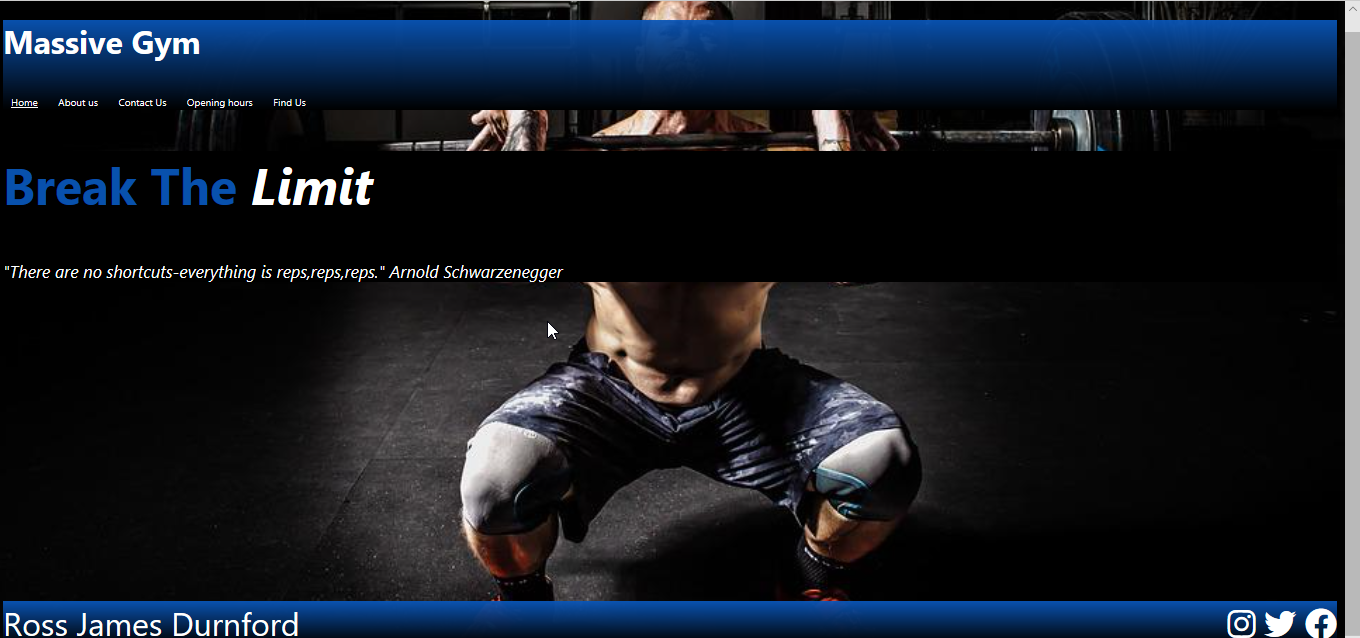 Massive Gym
Home About us Contact Us Opening hours Find Us
Break The Limit
"There are no shortcuts-everything is reps,reps,reps." Arnold Schwarzenegger
Ross James Durnford